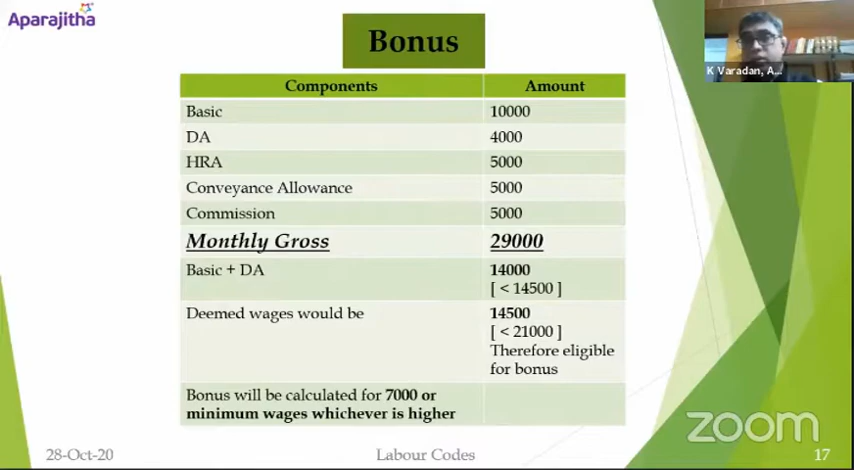 Aparajitha
Bonus
K Varadan, A...
Components Amount
Basic 10000
DA 4000
HRA 5000
Conveyance Allowance 5000
Commission 5000
Monthly Gross 29000
Basic + DA 14000
[ < 14500 ]
Deemed wages would be 14500
[ < 21000 ]
Therefore eligible
for bonus
Bonus will be calculated for 7000 or
minimum wages whichever is higher
zoom
28-Oct-20 Labour Codes 17